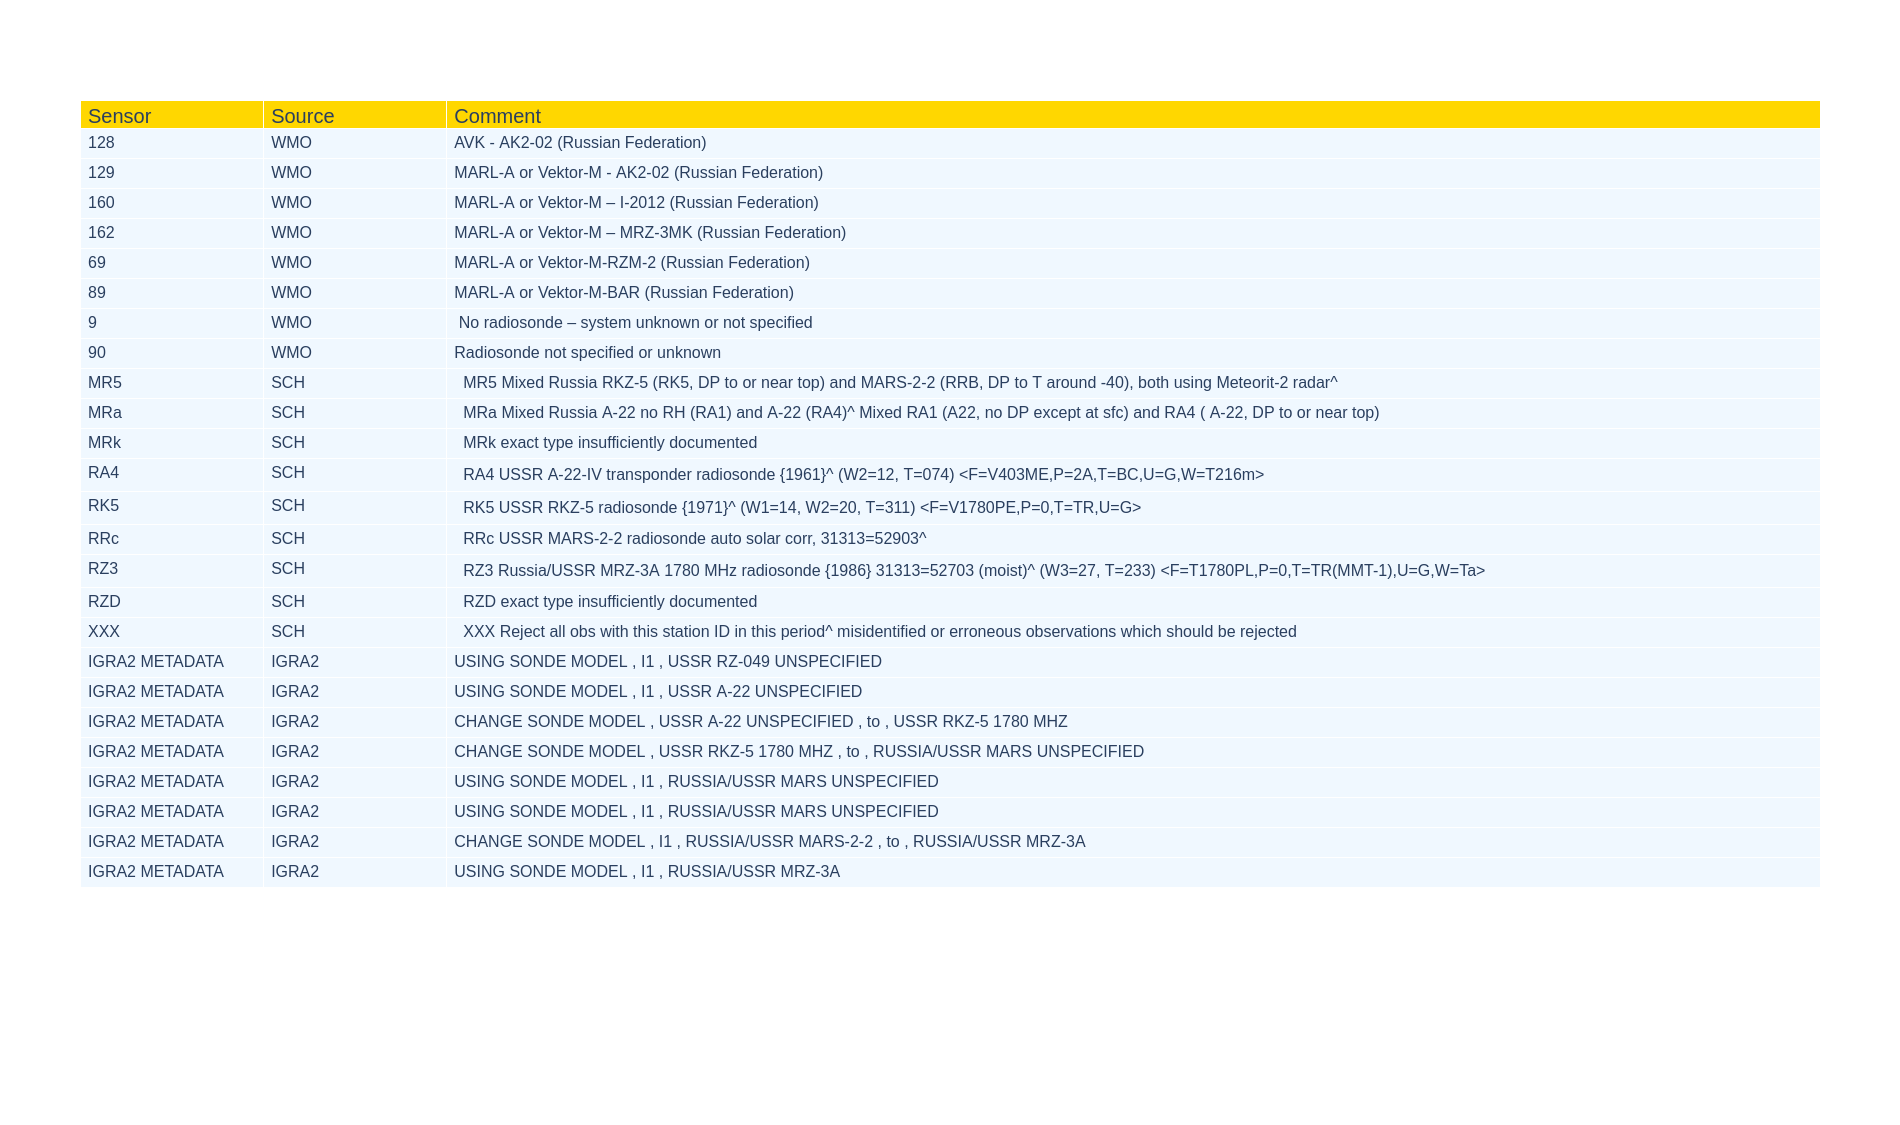 Sensor Source Comment
128 WMO AVK - AK2-02 (Russian Federation)
129 WMO MARL-A or Vektor-M - AK2-02 (Russian Federation)
160 WMO MARL-A or Vektor-M – I-2012 (Russian Federation)
162 WMO MARL-A or Vektor-M – MRZ-3MK (Russian Federation)
69 WMO MARL-A or Vektor-M-RZM-2 (Russian Federation)
89 WMO MARL-A or Vektor-M-BAR (Russian Federation)
9 WMO No radiosonde – system unknown or not specified
90 WMO Radiosonde not specified or unknown
MR5 SCH MR5 Mixed Russia RKZ-5 (RK5, DP to or near top) and MARS-2-2 (RRB, DP to T around -40), both using Meteorit-2 radar^
MRa SCH MRa Mixed Russia A-22 no RH (RA1) and A-22 (RA4)^ Mixed RA1 (A22, no DP except at sfc) and RA4 ( A-22, DP to or near top)
MRk SCH MRk exact type insufficiently documented
RA4 SCH RA4 USSR A-22-IV transponder radiosonde {1961}^ (W2=12, T=074) <F=V403ME,P=2A,T=BC,U=G,W=T216m>
RK5 SCH RK5 USSR RKZ-5 radiosonde {1971}^ (W1=14, W2=20, T=311) <F=V1780PE,P=0,T=TR,U=G>
RRc SCH RRc USSR MARS-2-2 radiosonde auto solar corr, 31313=52903^
RZ3 SCH RZ3 Russia/USSR MRZ-3A 1780 MHz radiosonde {1986} 31313=52703 (moist)^ (W3=27, T=233) <F=T1780PL,P=0,T=TR(MMT-1),U=G,W=Ta>
RZD SCH RZD exact type insufficiently documented
XXX SCH XXX Reject all obs with this station ID in this period^ misidentified or erroneous observations which should be rejected
IGRA2 METADATA IGRA2 USING SONDE MODEL , I1 , USSR RZ-049 UNSPECIFIED
IGRA2 METADATA IGRA2 USING SONDE MODEL , I1 , USSR A-22 UNSPECIFIED
IGRA2 METADATA IGRA2 CHANGE SONDE MODEL , USSR A-22 UNSPECIFIED , to , USSR RKZ-5 1780 MHZ
IGRA2 METADATA IGRA2 CHANGE SONDE MODEL , USSR RKZ-5 1780 MHZ , to , RUSSIA/USSR MARS UNSPECIFIED
IGRA2 METADATA IGRA2 USING SONDE MODEL , I1 , RUSSIA/USSR MARS UNSPECIFIED
IGRA2 METADATA IGRA2 USING SONDE MODEL , I1 , RUSSIA/USSR MARS UNSPECIFIED
IGRA2 METADATA IGRA2 CHANGE SONDE MODEL , I1 , RUSSIA/USSR MARS-2-2 , to , RUSSIA/USSR MRZ-3A
IGRA2 METADATA IGRA2 USING SONDE MODEL , I1 , RUSSIA/USSR MRZ-3A